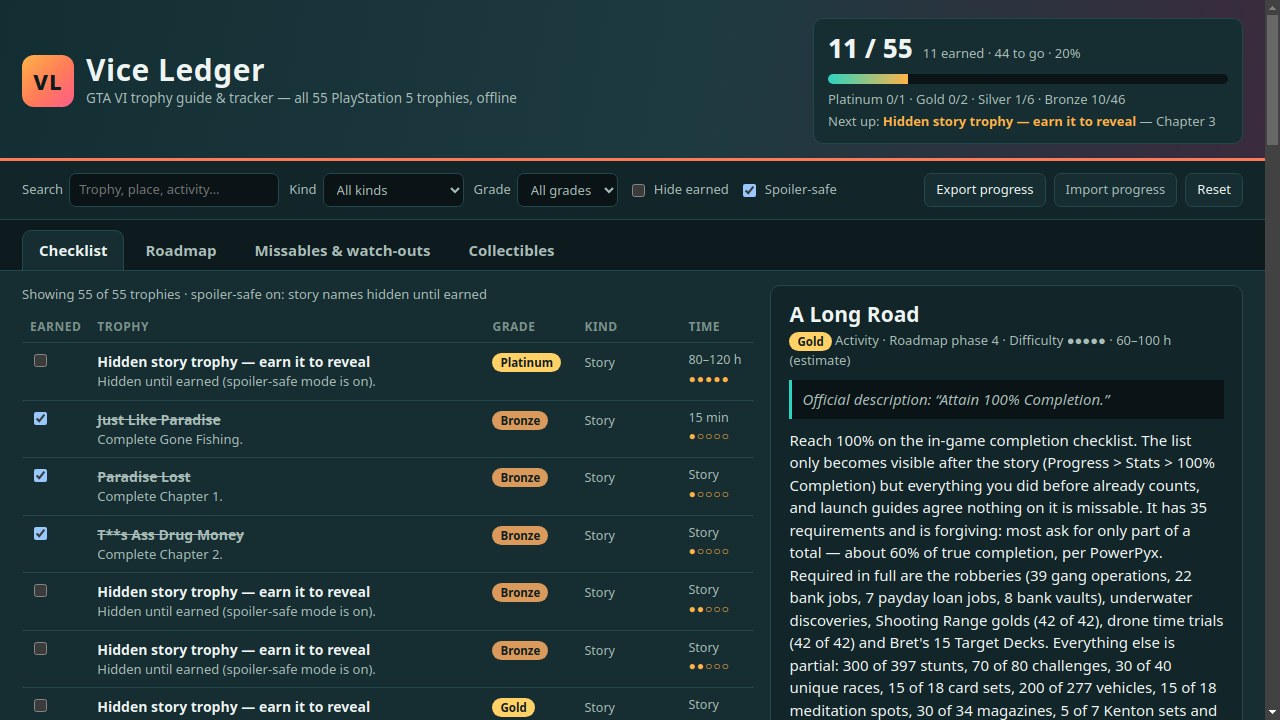 VL
Vice Ledger
GTA VI trophy guide & tracker — all 55 PlayStation 5 trophies, offline
11 / 55 11 earned · 44 to go · 20%
Platinum 0/1 · Gold 0/2 · Silver 1/6 · Bronze 10/46
Next up: Hidden story trophy — earn it to reveal — Chapter 3
Search Trophy, place, activity... Kind All kinds Grade All grades Hide earned Spoiler-safe Export progress Import progress Reset
Checklist Roadmap Missables & watch-outs Collectibles
Showing 55 of 55 trophies · spoiler-safe on: story names hidden until earned
EARNED TROPHY GRADE KIND TIME
Hidden story trophy — earn it to reveal Platinum Story 80–120 h
Hidden until earned (spoiler-safe mode is on). ●●●●●
Just Like Paradise Bronze Story 15 min
Complete Gone Fishing. ●○○○○
Paradise Lost Bronze Story Story
Complete Chapter 1. ●○○○○
T**s Ass Drug Money Bronze Story Story
Complete Chapter 2. ●○○○○
Hidden story trophy — earn it to reveal Bronze Story Story
Hidden until earned (spoiler-safe mode is on). ●●○○○
Hidden story trophy — earn it to reveal Bronze Story Story
Hidden until earned (spoiler-safe mode is on). ●●○○○
Hidden story trophy — earn it to reveal Gold Story Story
A Long Road
Gold Activity · Roadmap phase 4 · Difficulty ●●●●● · 60–100 h
(estimate)
Official description: “Attain 100% Completion.”
Reach 100% on the in-game completion checklist. The list
only becomes visible after the story (Progress > Stats > 100%
Completion) but everything you did before already counts,
and launch guides agree nothing on it is missable. It has 35
requirements and is forgiving: most ask for only part of a
total — about 60% of true completion, per PowerPyx.
Required in full are the robberies (39 gang operations, 22
bank jobs, 7 payday loan jobs, 8 bank vaults), underwater
discoveries, Shooting Range golds (42 of 42), drone time trials
(42 of 42) and Bret's 15 Target Decks. Everything else is
partial: 300 of 397 stunts, 70 of 80 challenges, 30 of 40
unique races, 15 of 18 card sets, 200 of 277 vehicles, 15 of 18
meditation spots, 30 of 34 magazines, 5 of 7 Kenton sets and